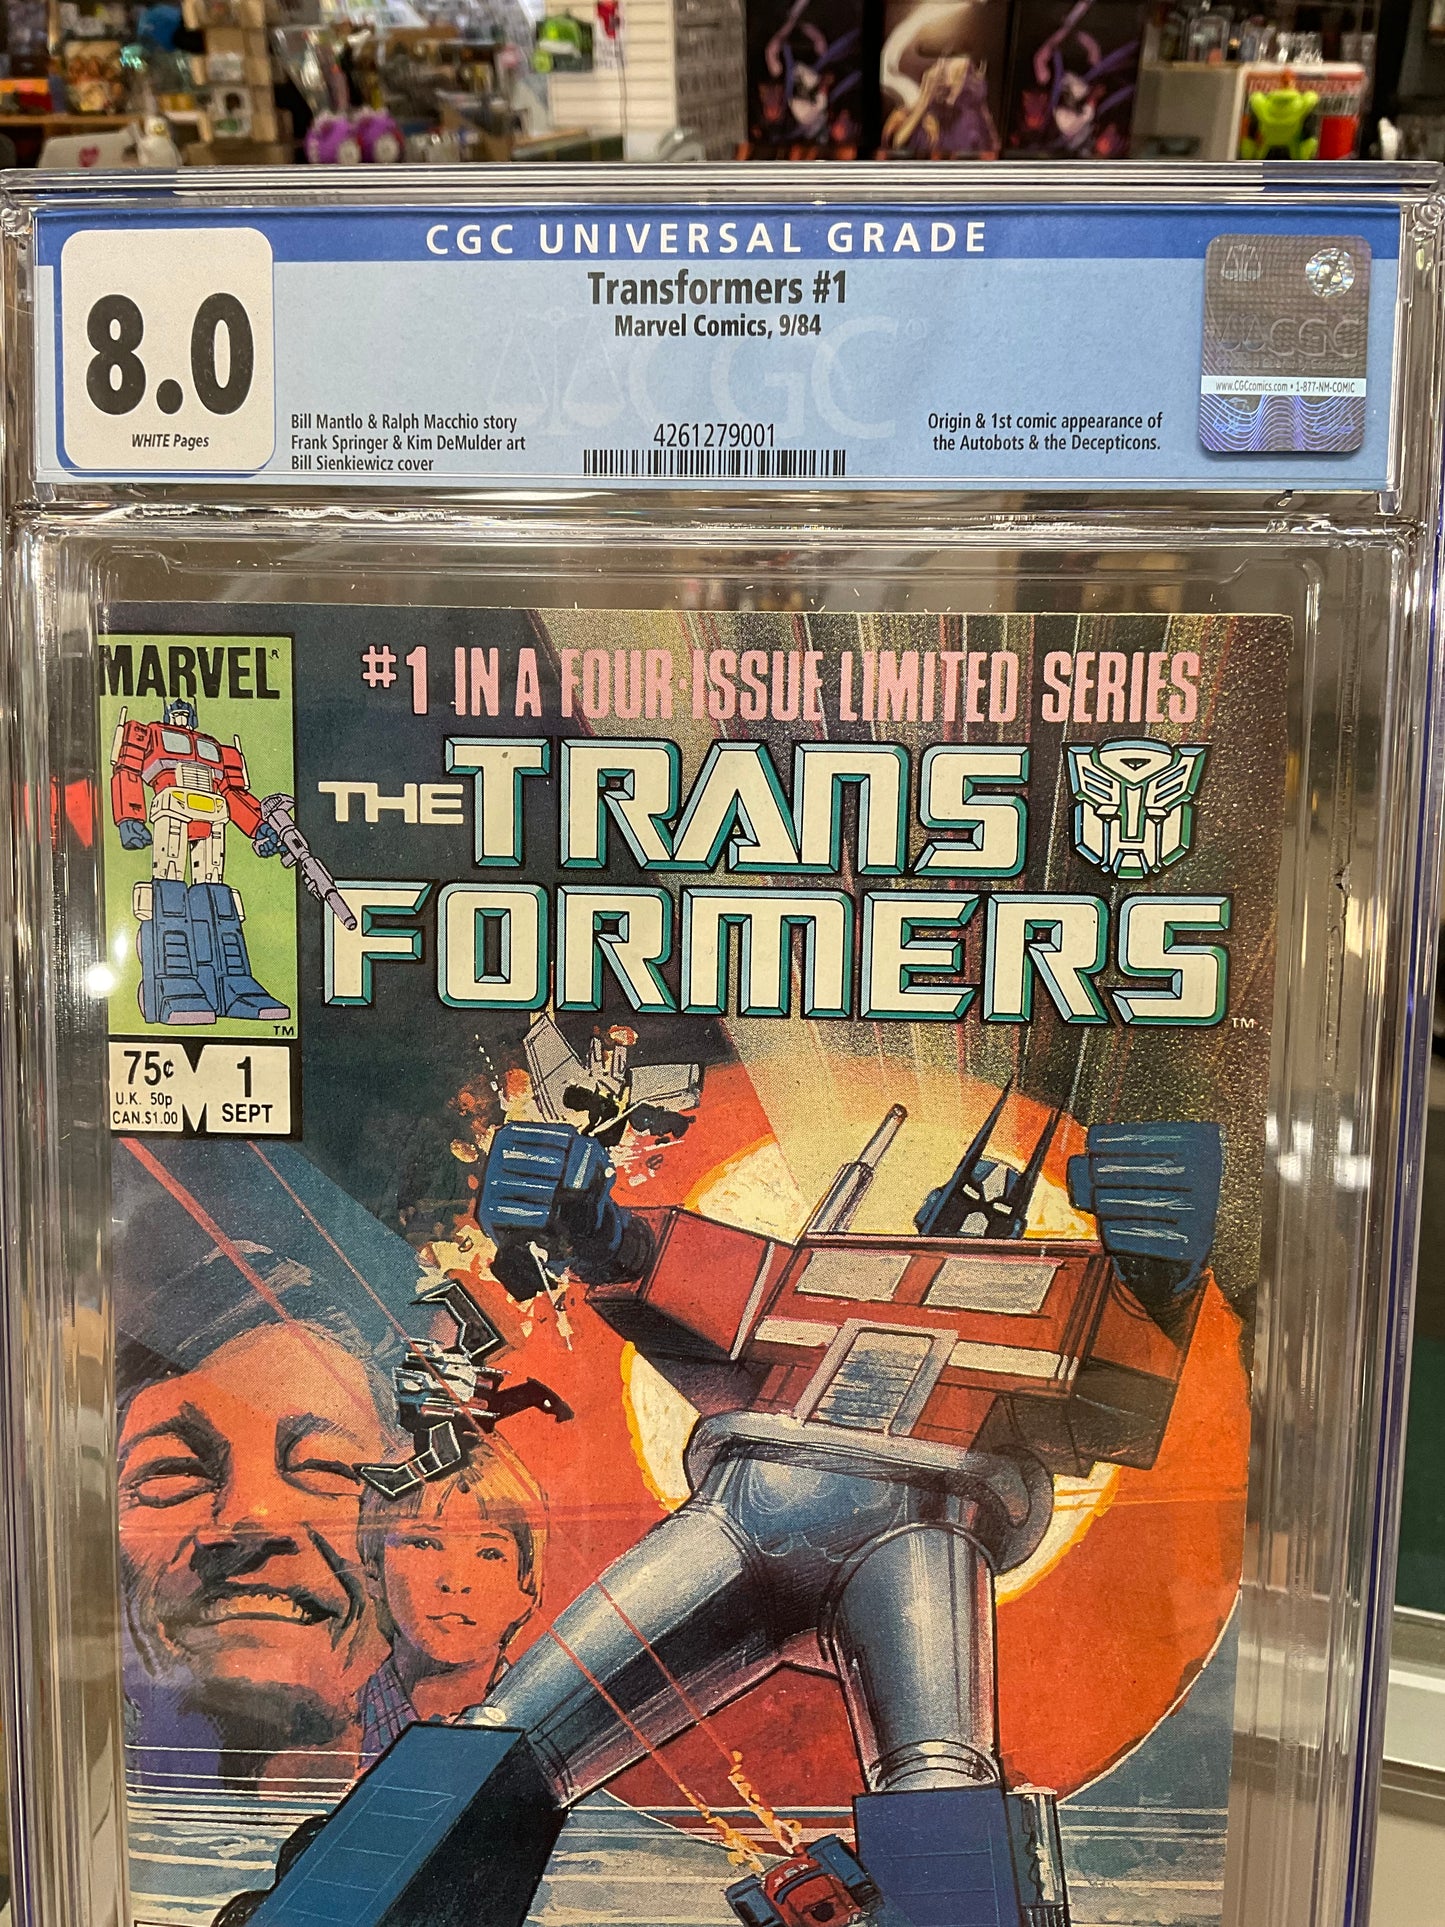 CGC UNIVERSAL GRADE
8.0
WHITE Pages
Transformers #1
Marvel Comics, 9/84
Bill Mantlo & Ralph Macchio story
Frank Springer & Kim DeMulder art
Bill Sienkiewicz cover
4261279001
Origin & 1st comic appearance of
the Autobots & the Decepticons.
CGC
CGC
www.CGCcomics.com • 1-877-NM-COMIC
MARVEL®
#1 IN A FOUR-ISSUE LIMITED SERIES
THE TRANS
FORMERS™
TM
75¢
U.K. 50p
CAN.$1.00
1
SEPT